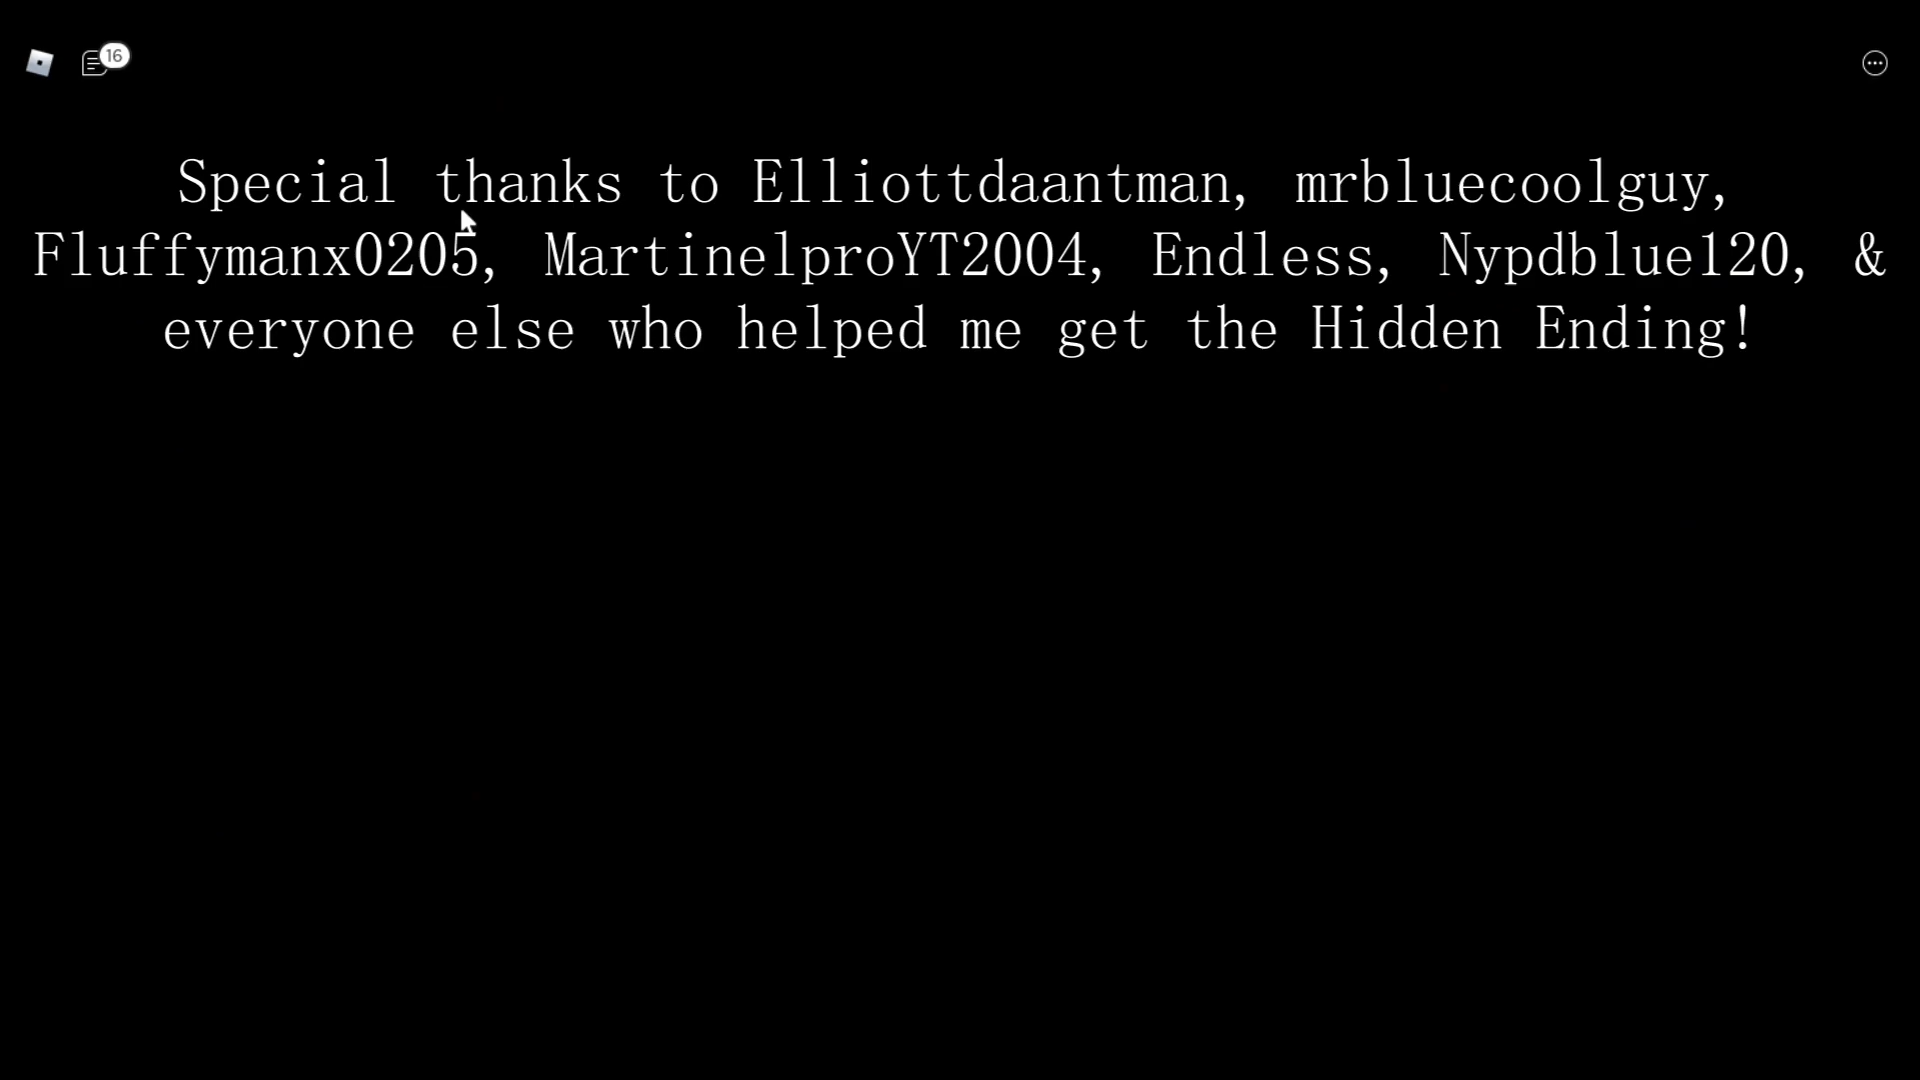 16
Special thanks to Elliottdaantman, mrbluecoolguy,
Fluffymanx0205, MartinelproYT2004, Endless, Nypdblue120, &
everyone else who helped me get the Hidden Ending!